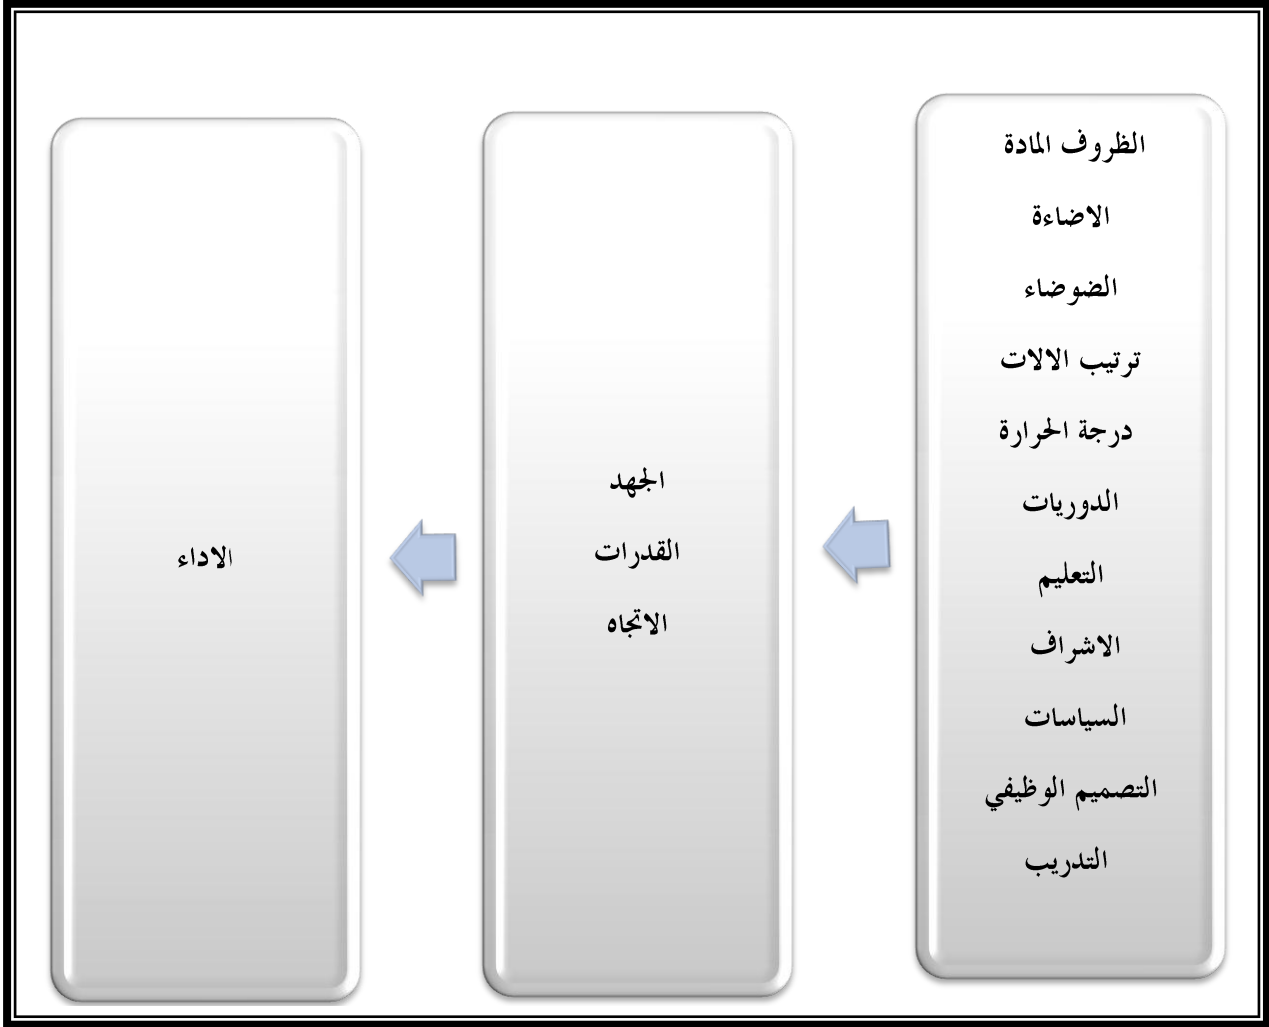 الظروف المادة
الاضاءة
الضوضاء
ترتيب الالات
درجة الحرارة
الدوريات
التعليم
الاشراف
السياسات
التصميم الوظيفي
التدريب
الجهد
القدرات
الاتجاه
الاداء